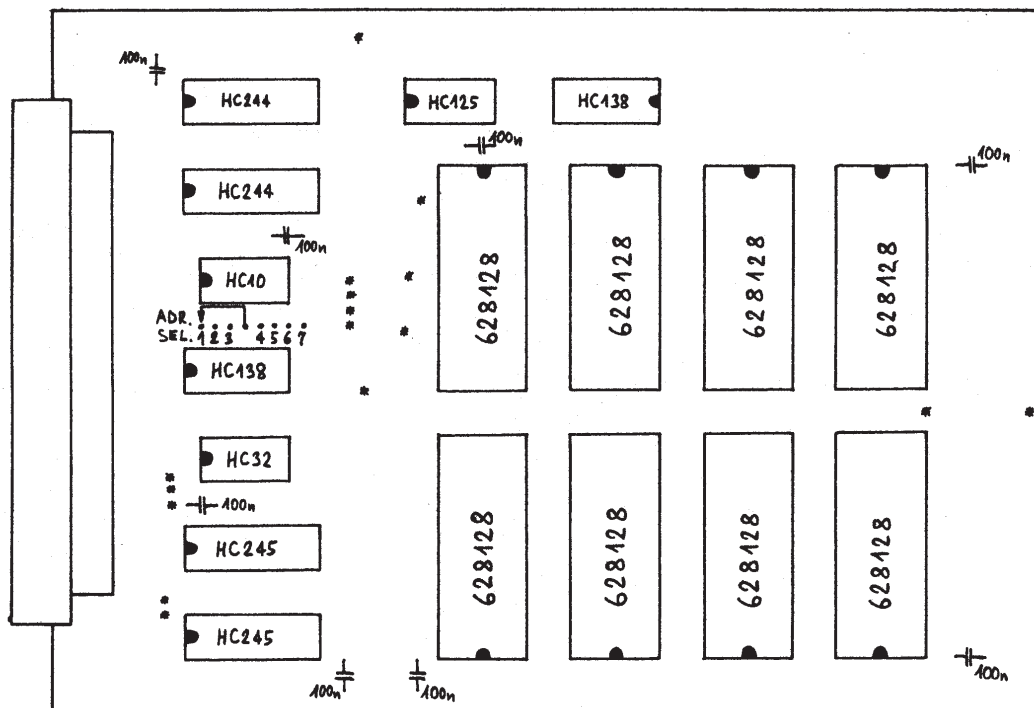 *
100n
HC244
HC125
HC138
100n
100n
HC244
*
100n
HC10
*
*
*
*
*
ADR.
SEL. 1 2 3 4 5 6 7
*
HC138
*
628128
628128
628128
628128
*
*
HC32
*
*
*
100n
HC245
628128
628128
628128
628128
*
*
HC245
100n
100n
100n